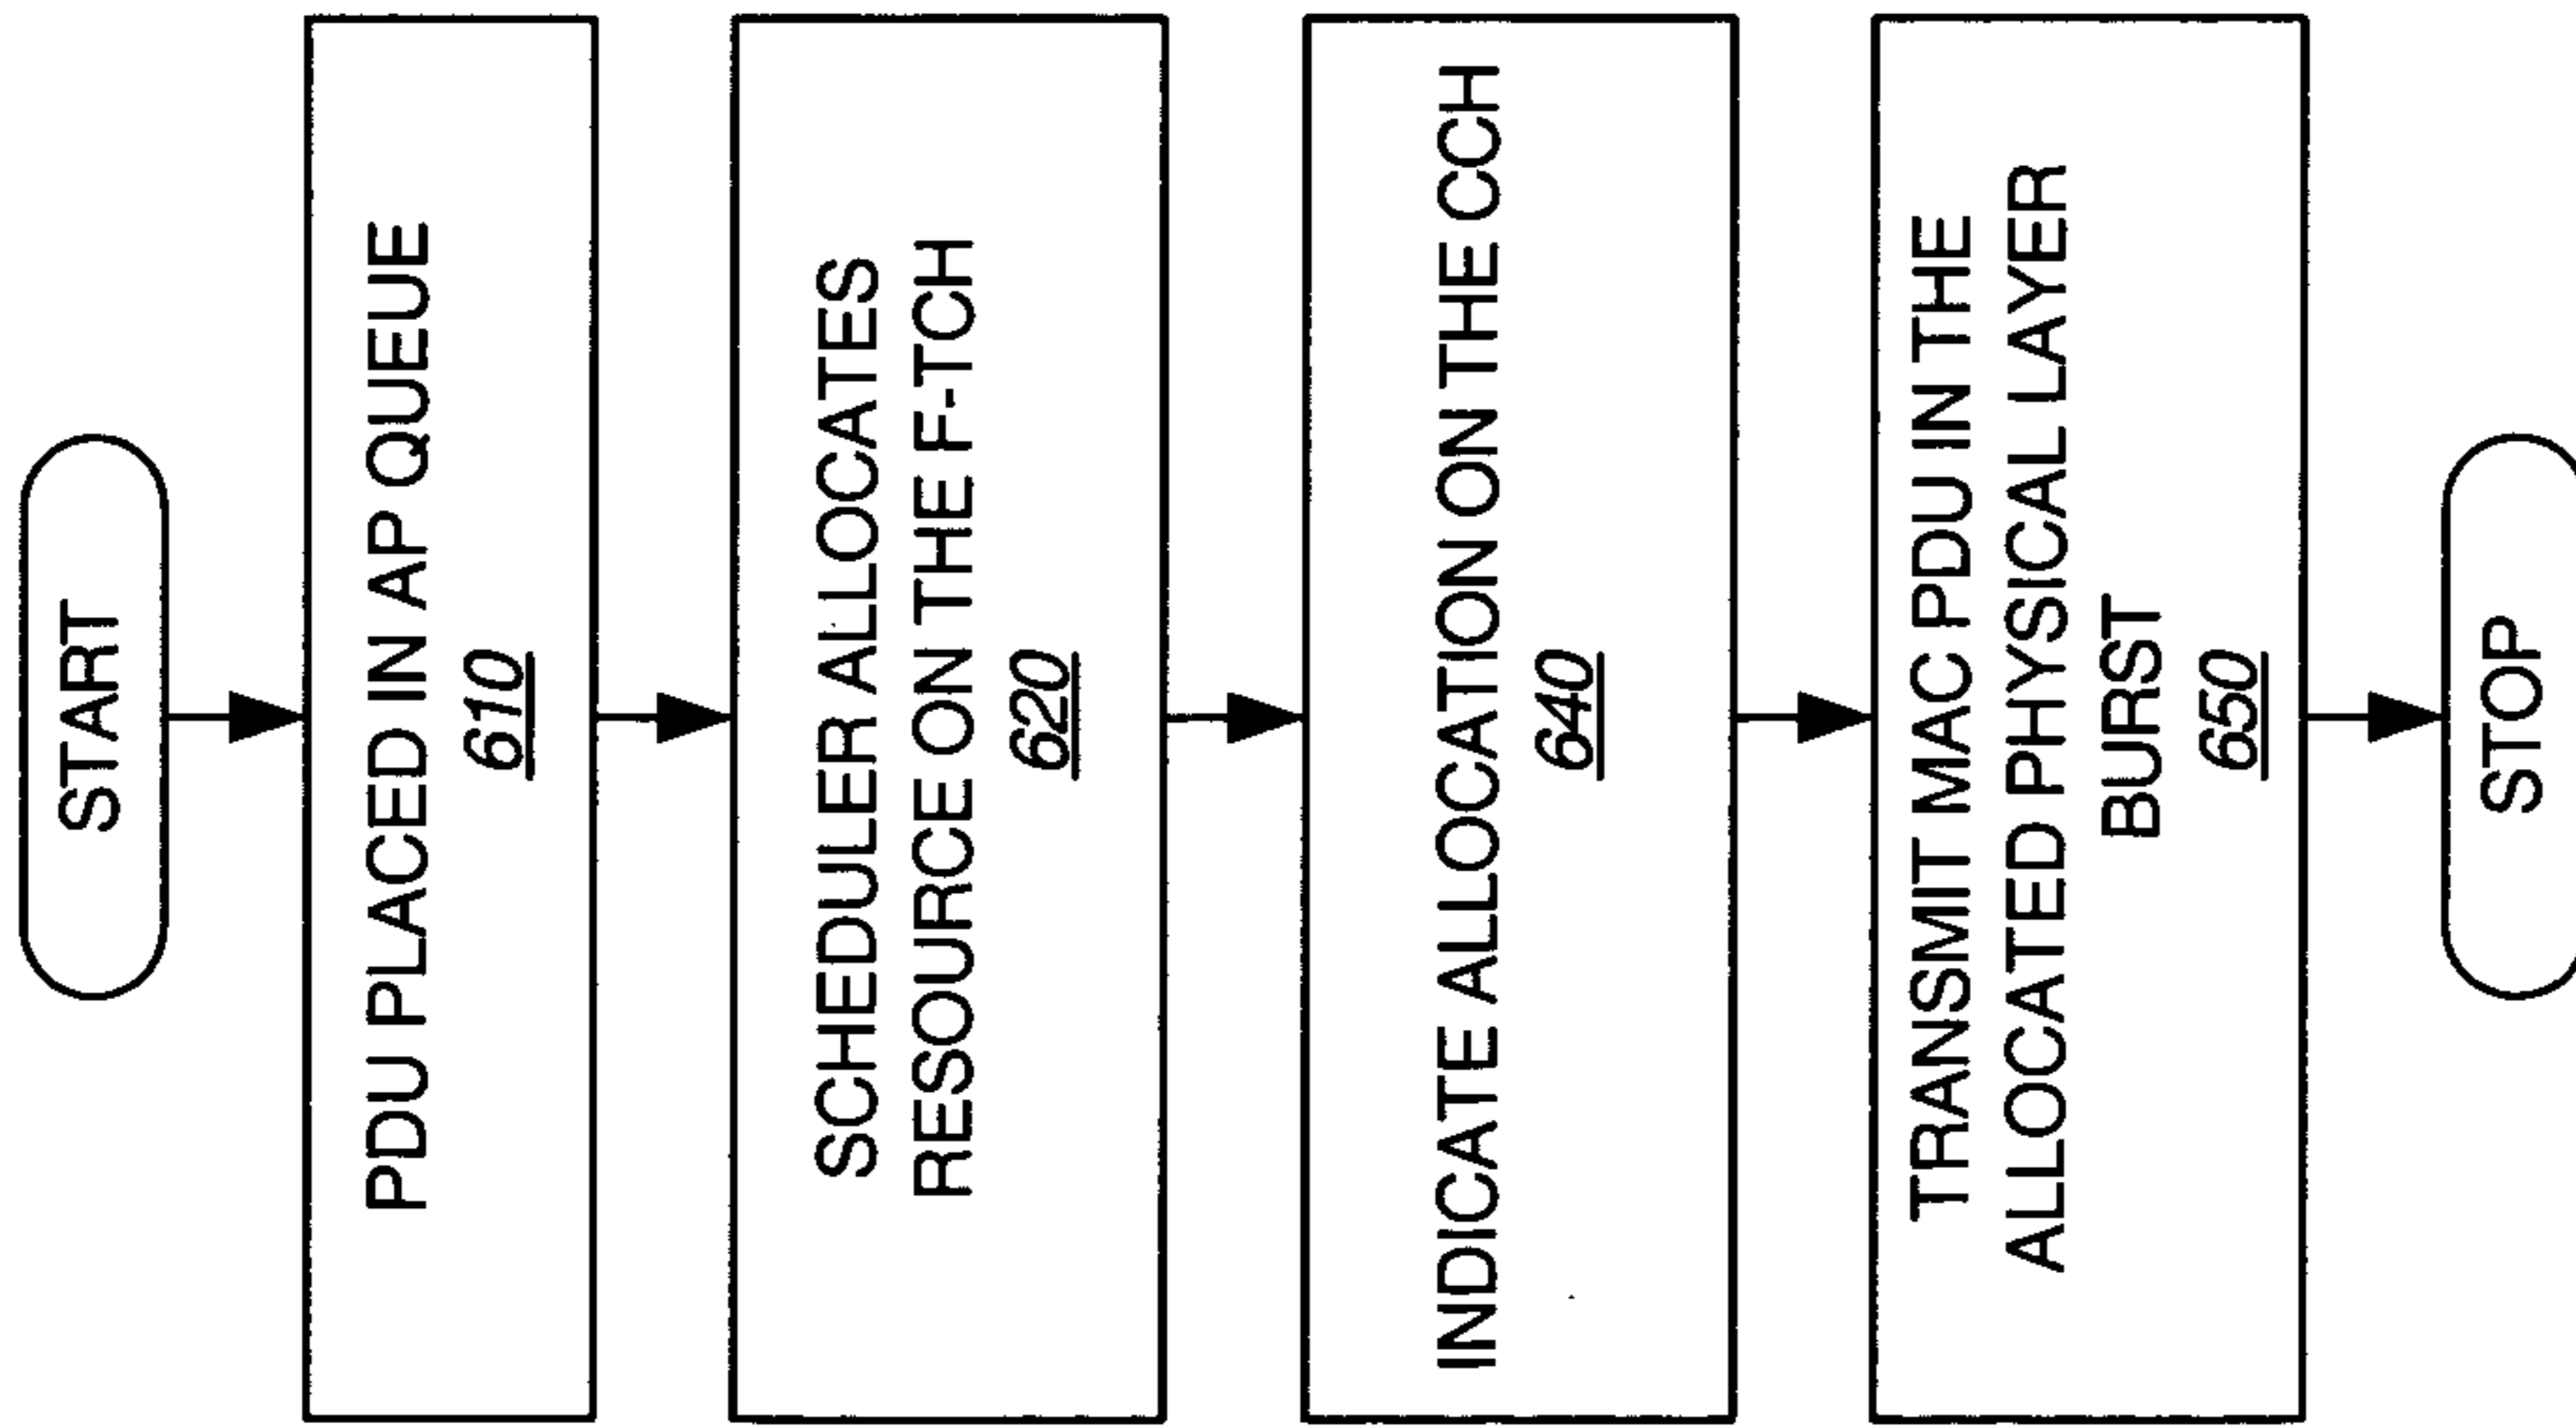 START
PDU PLACED IN AP QUEUE
610
SCHEDULER ALLOCATES
RESOURCE ON THE F-TCH
620
INDICATE ALLOCATION ON THE CCH
640
TRANSMIT MAC PDU IN THE
ALLOCATED PHYSICAL LAYER
BURST
650
STOP